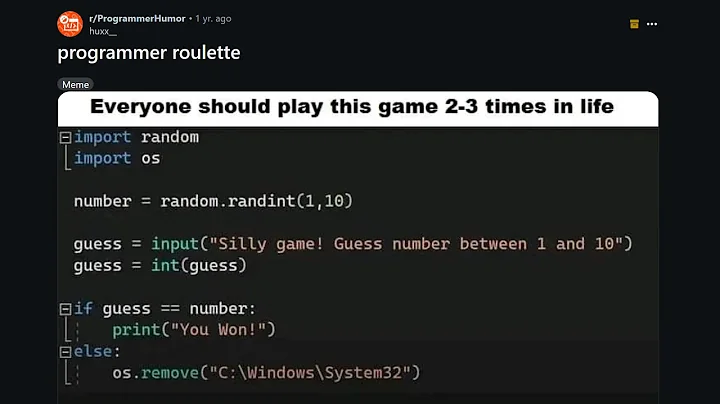 r/ProgrammerHumor • 1 yr. ago
huxx__
programmer roulette
Meme
Everyone should play this game 2-3 times in life
import random
import os
number = random.randint(1,10)
guess = input("Silly game! Guess number between 1 and 10")
guess = int(guess)
if guess == number:
print("You Won!")
else:
os.remove("C:\Windows\System32")